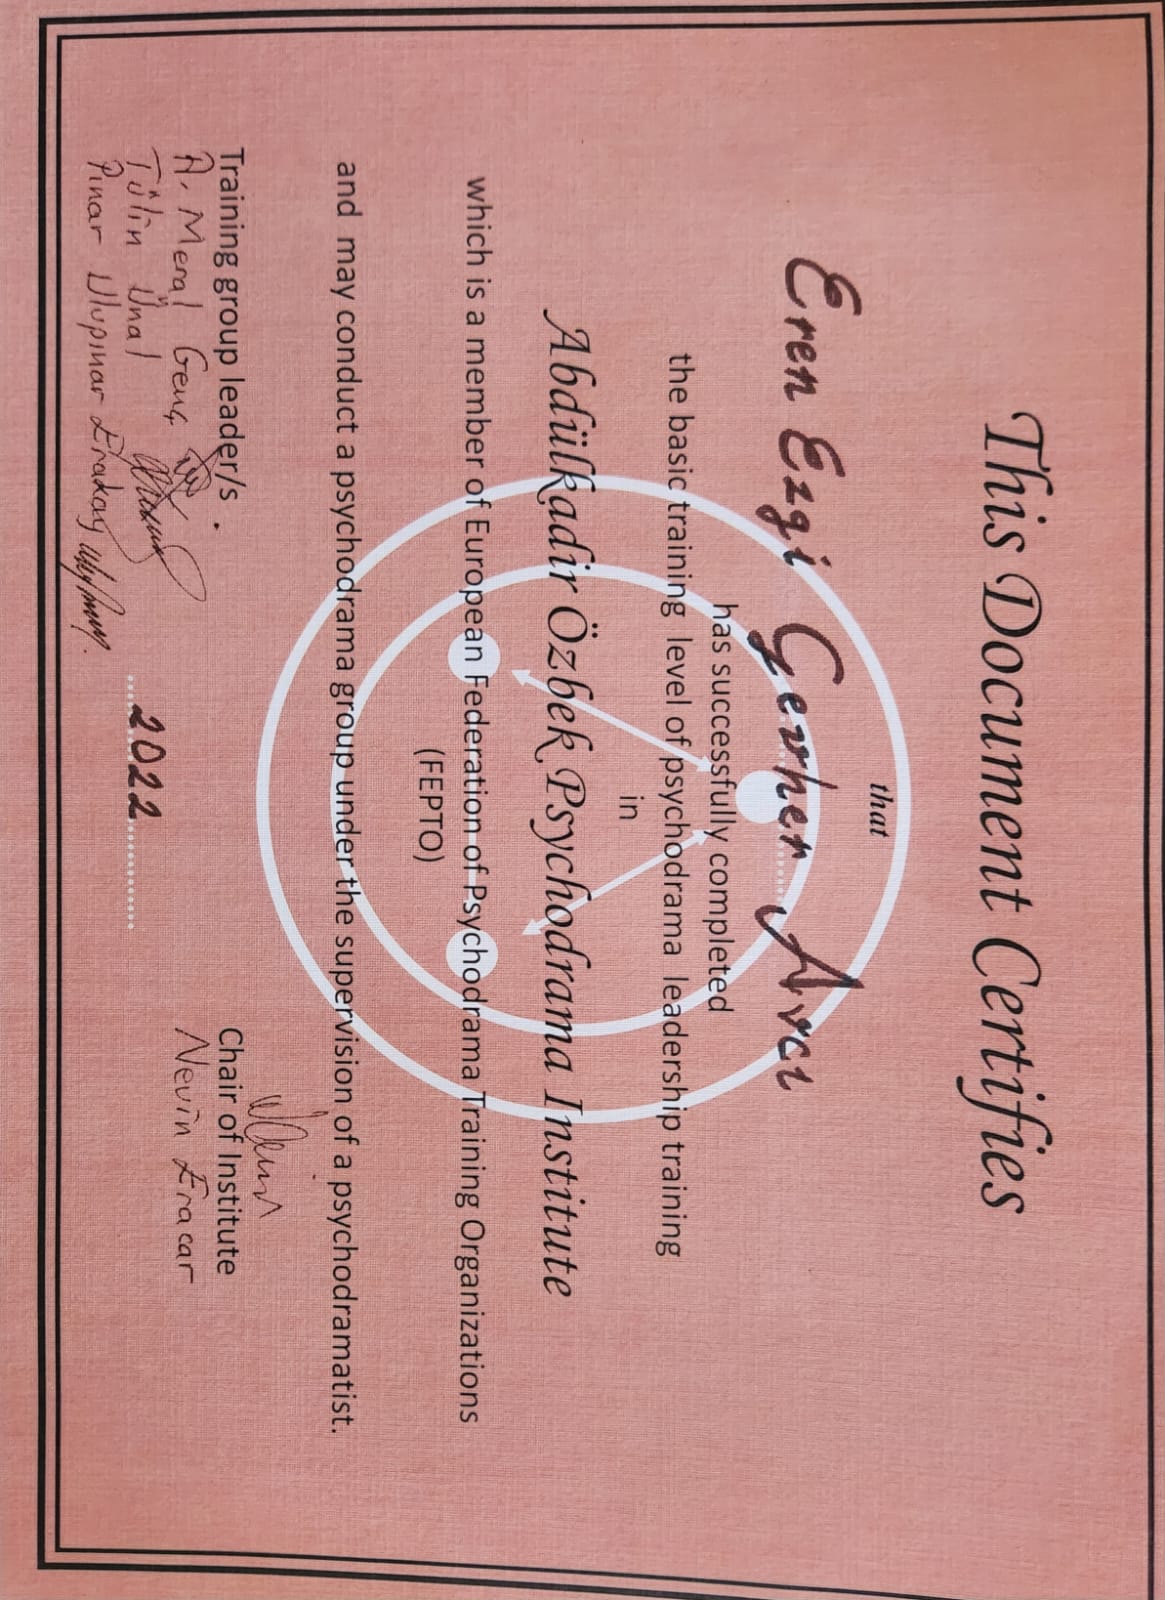 This Document Certifies
that
Eren Ezgi Gevher Avcı
has successfully completed
the basic training level of psychodrama leadership training
in
Abdülkadir Özbek Psychodrama Institute
which is a member of European Federation of Psychodrama Training Organizations
(FEPTO)
and may conduct a psychodrama group under the supervision of a psychodramatist.
Training group leader/s.
A. Meral Genç
Tülin Ünal
Pınar Ulupınar
2022
Chair of Institute
Nevin Eracar